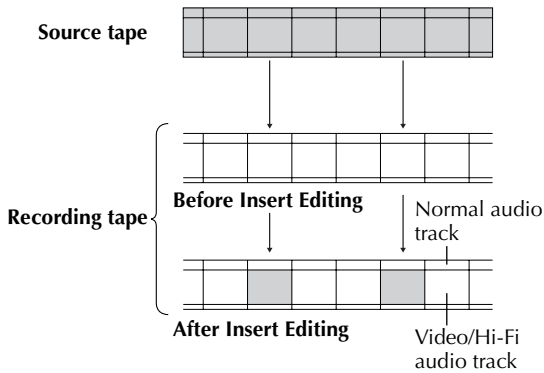 Source tape
Before Insert Editing
Recording tape
Normal audio
track
After Insert Editing
Video/Hi-Fi
audio track